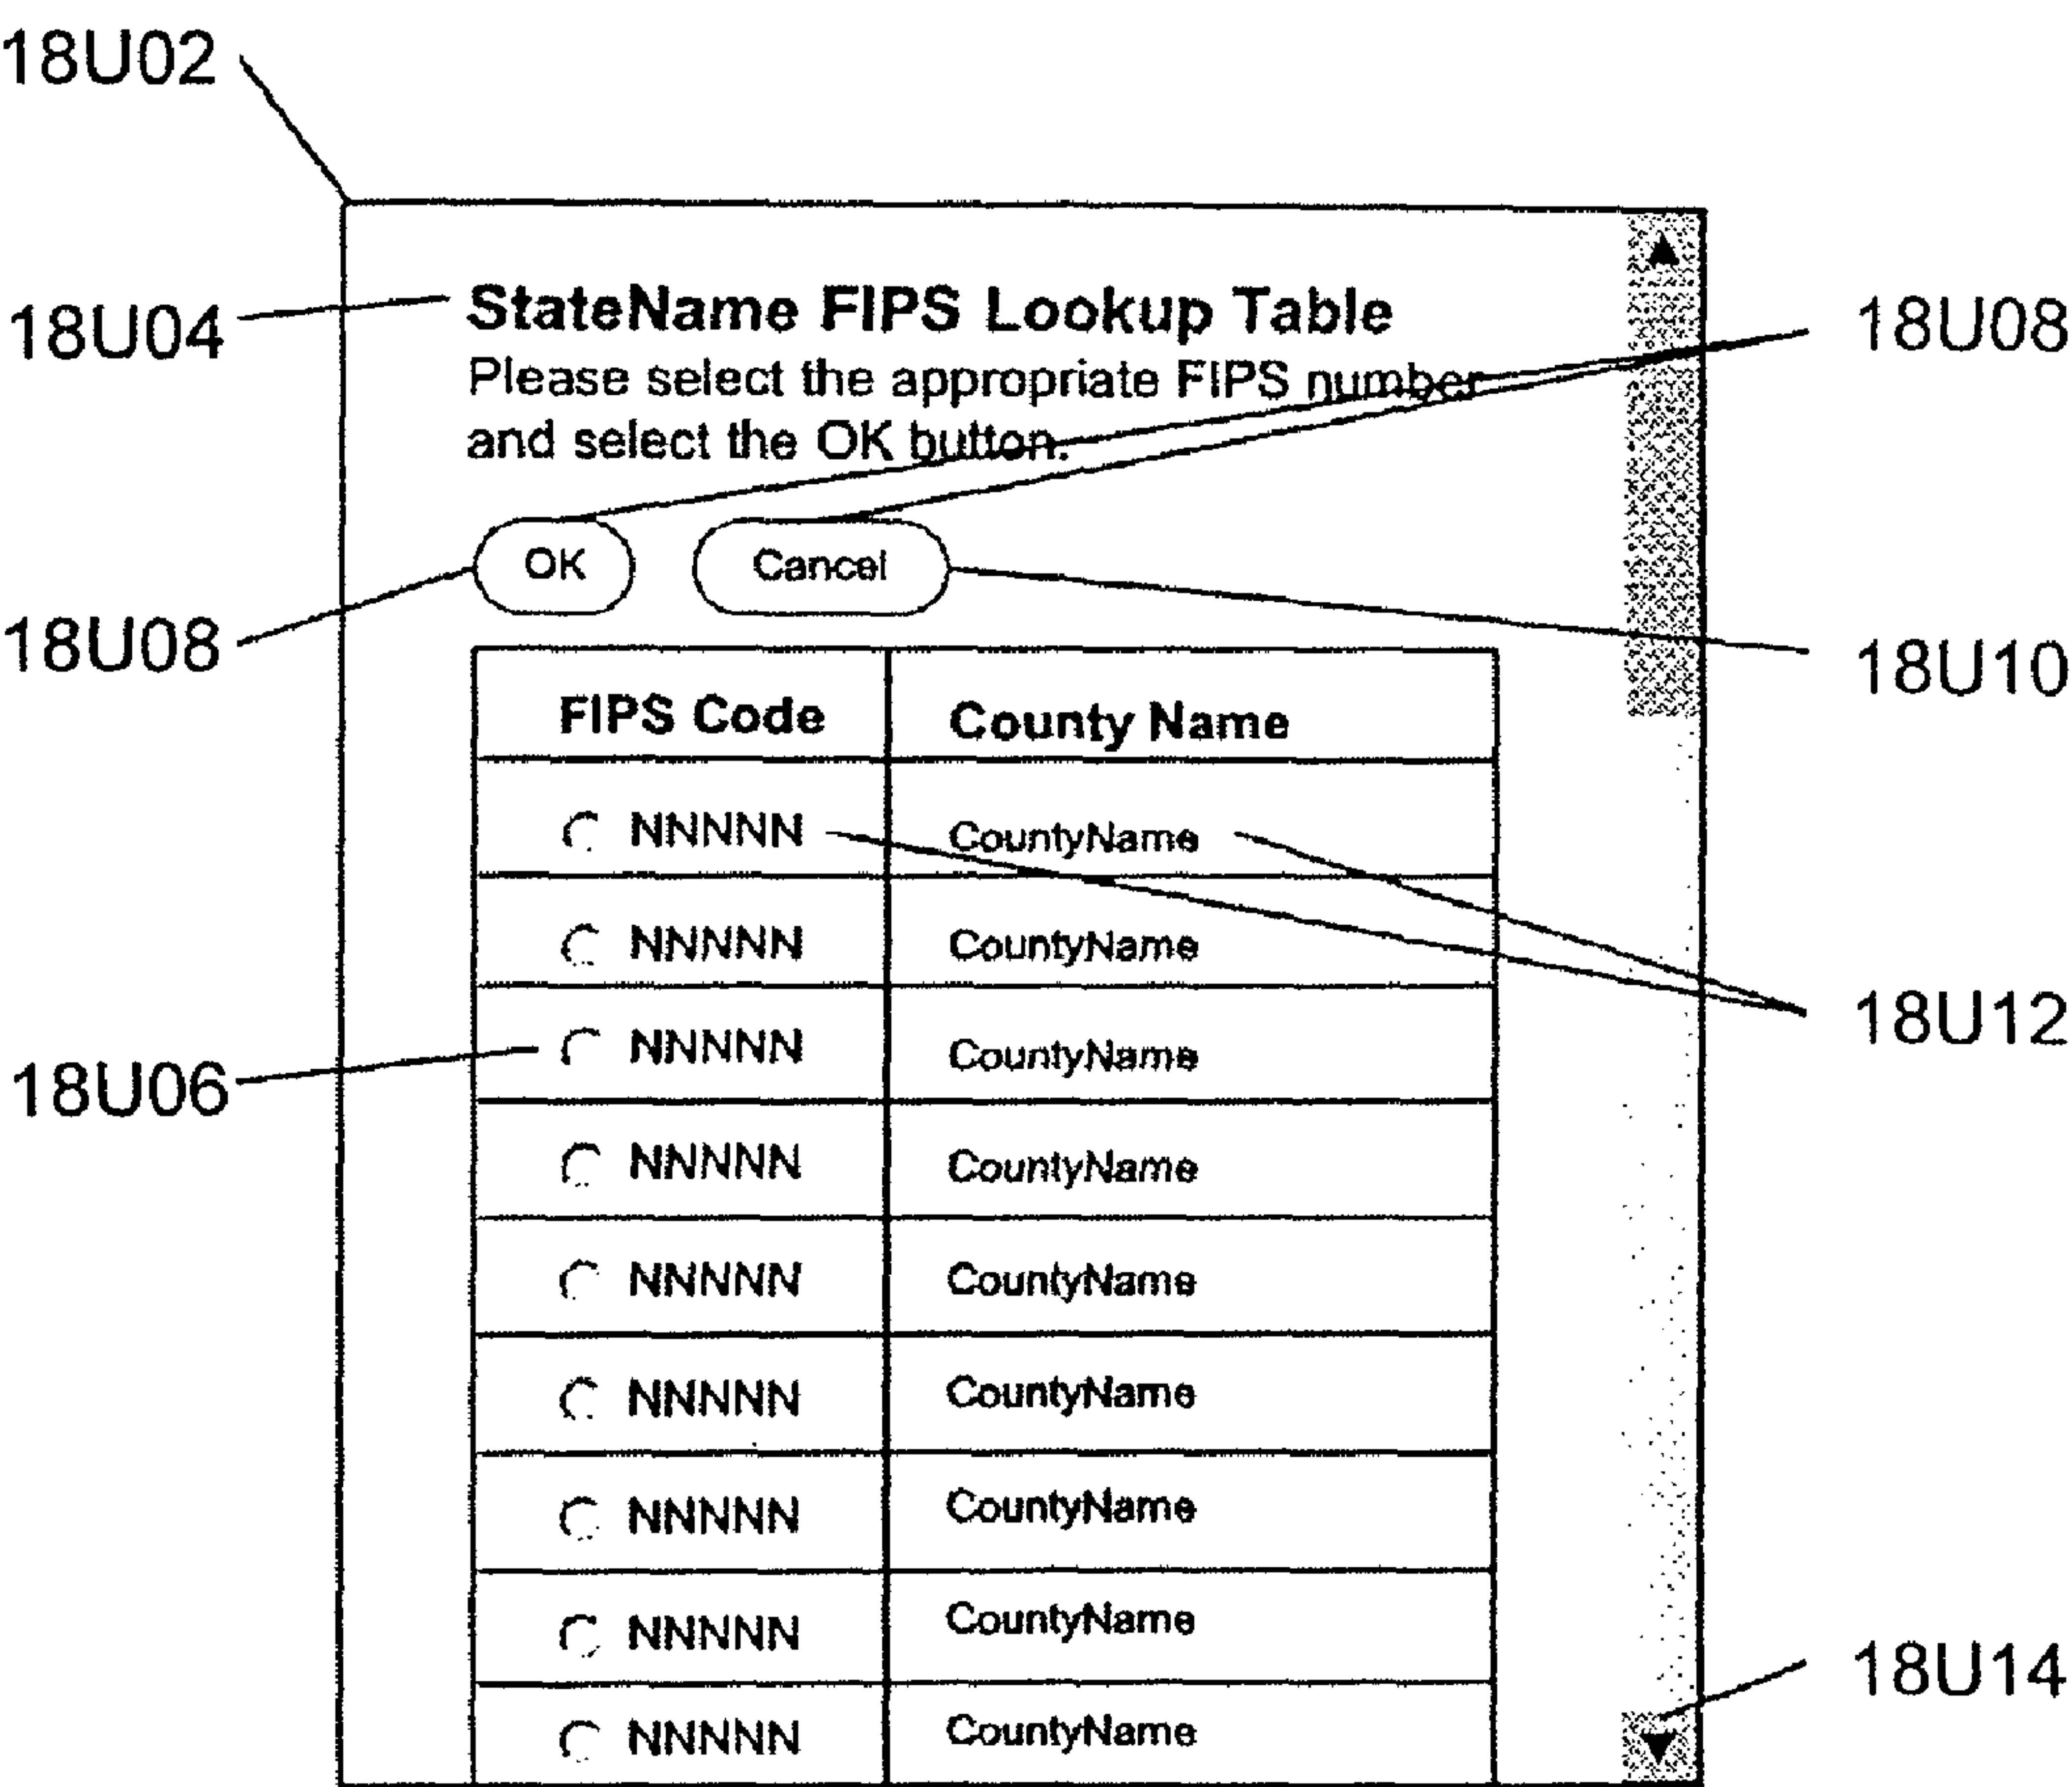 18U02
18U04
StateName FIPS Lookup Table
18U08
Please select the appropriate FIPS number
and select the OK button.
OK
Cancel
18U08
18U10
FIPS Code
County Name
NNNNN
CountyName
NNNNN
CountyName
18U12
NNNNN
CountyName
18U06
NNNNN
CountyName
NNNNN
CountyName
NNNNN
CountyName
NNNNN
CountyName
NNNNN
CountyName
18U14
NNNNN
CountyName